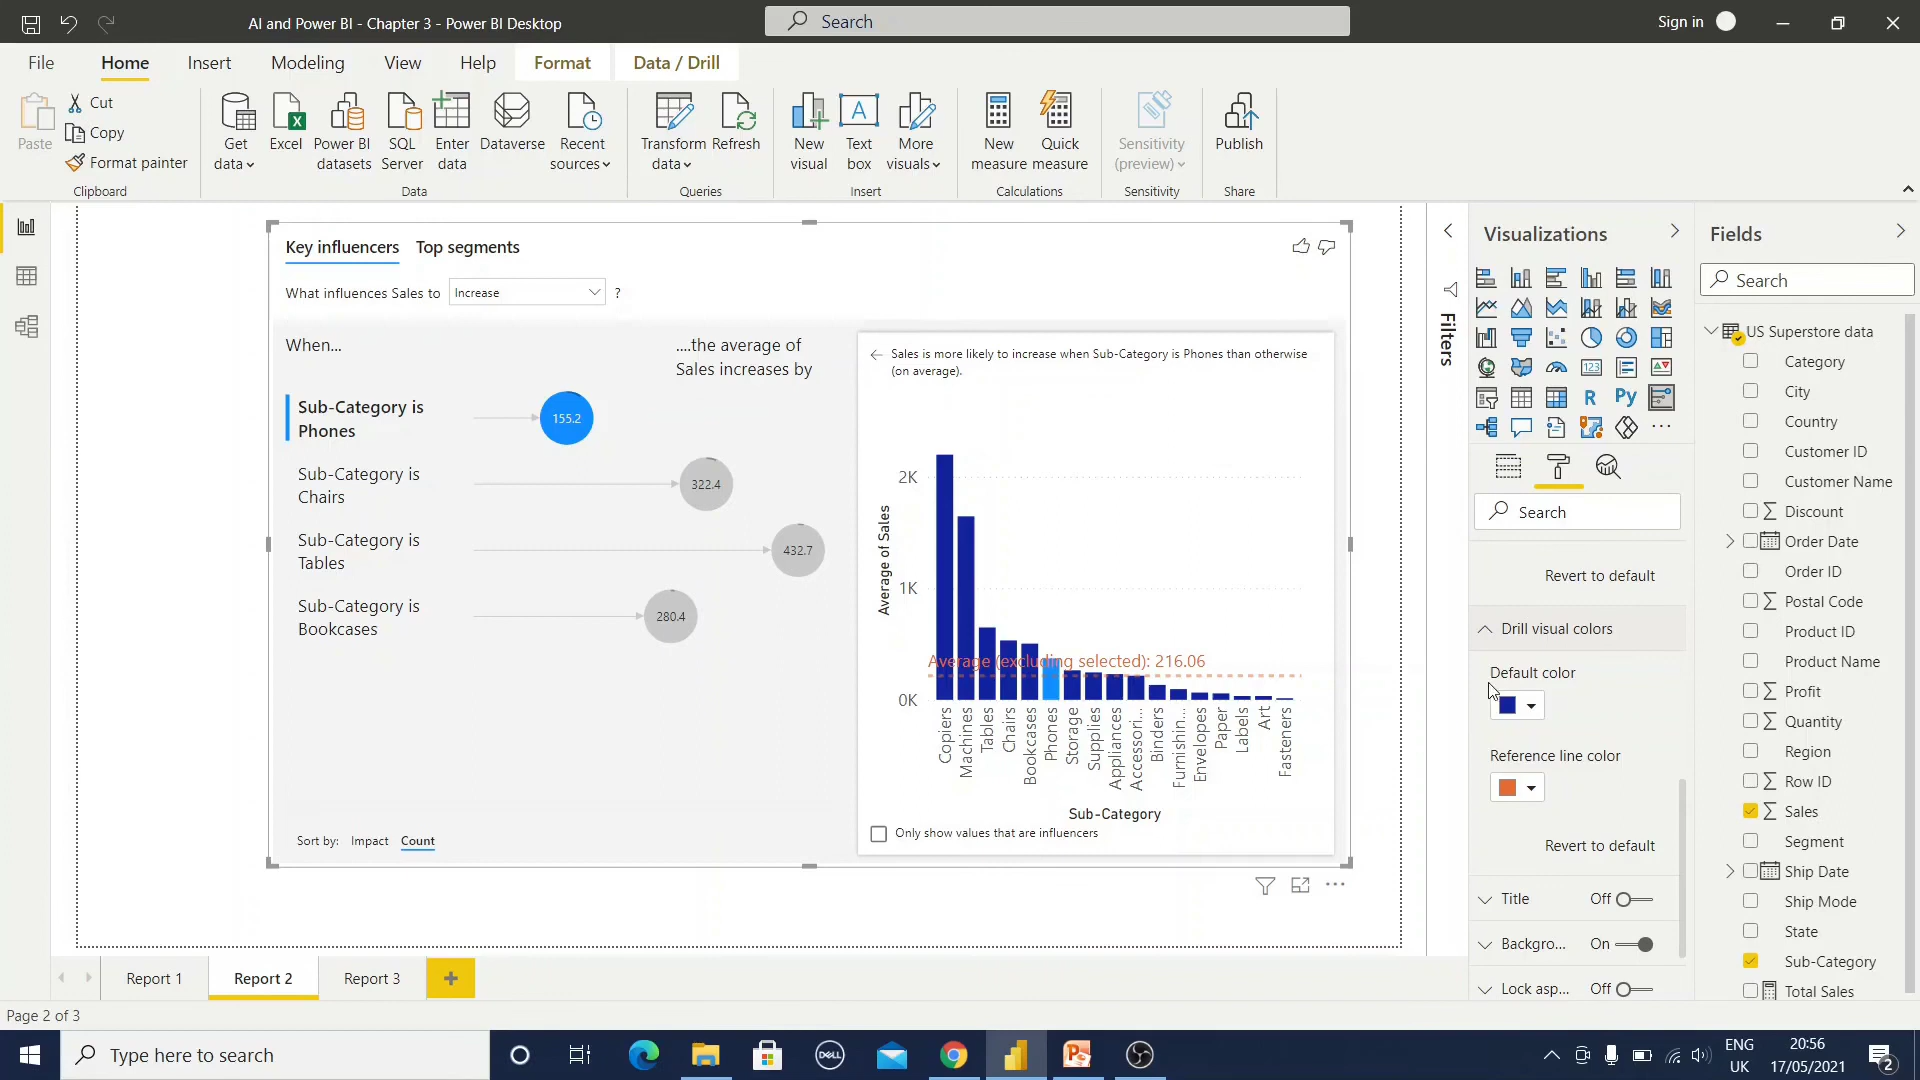 AI and Power BI - Chapter 3 - Power BI Desktop
Search
Sign in
File
Home
Insert
Modeling
View
Help
Format
Data / Drill
Paste
Cut
Copy
Format painter
Clipboard
Get data
Excel
Power BI datasets
SQL Server
Enter data
Dataverse
Recent sources
Data
Transform data
Refresh
Queries
New visual
Text box
More visuals
Insert
New measure
Quick measure
Calculations
Sensitivity (preview)
Sensitivity
Publish
Share
Key influencers
Top segments
What influences Sales to
Increase
?
When...
....the average of
Sales increases by
Sub-Category is
Phones
155.2
Sub-Category is
Chairs
322.4
Sub-Category is
Tables
432.7
Sub-Category is
Bookcases
280.4
Sort by:
Impact
Count
Sales is more likely to increase when Sub-Category is Phones than otherwise
(on average).
Average of Sales
2K
1K
0K
Average (excluding selected): 216.06
Copiers
Machines
Tables
Chairs
Bookcases
Phones
Storage
Supplies
Appliances
Accessori...
Binders
Furnishin...
Envelopes
Paper
Labels
Art
Fasteners
Sub-Category
Only show values that are influencers
Filters
Visualizations
R
Py
123
Search
Revert to default
Drill visual colors
Default color
Reference line color
Revert to default
Title
Off
Backgro...
On
Lock asp...
Off
Fields
Search
US Superstore data
Category
City
Country
Customer ID
Customer Name
Discount
Order Date
Order ID
Postal Code
Product ID
Product Name
Profit
Quantity
Region
Row ID
Sales
Segment
Ship Date
Ship Mode
State
Sub-Category
Total Sales
Report 1
Report 2
Report 3
Page 2 of 3
Type here to search
DELL
ENG
UK
20:56
17/05/2021
2